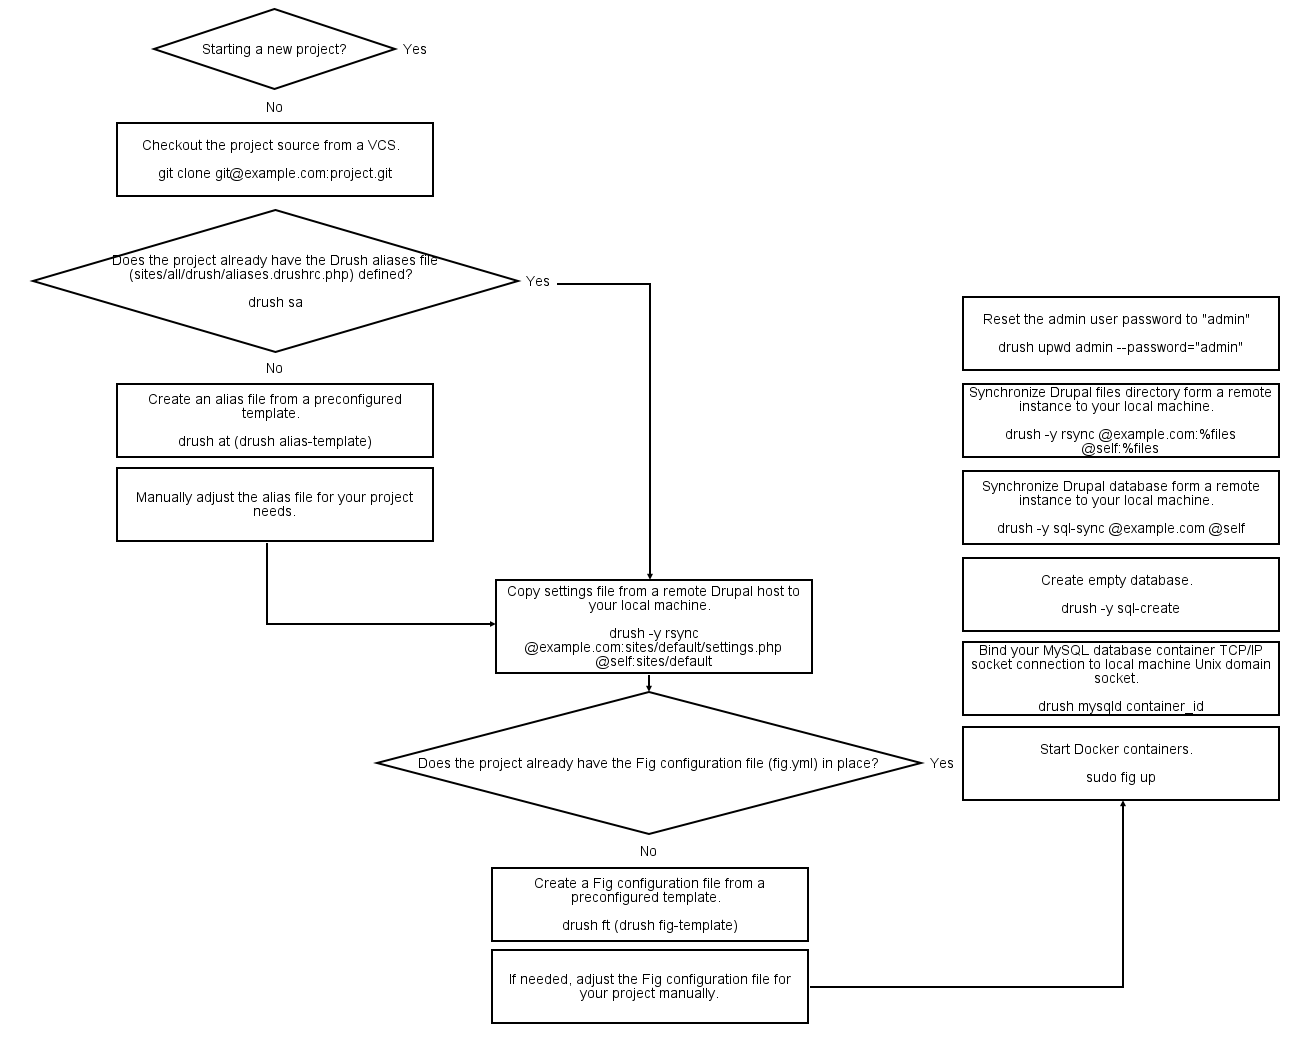 Starting a new project?
Yes
No
Checkout the project source from a VCS.
git clone git@example.com:project.git
Does the project already have the Drush aliases file
(sites/all/drush/aliases.drushrc.php) defined?
drush sa
Yes
No
Create an alias file from a preconfigured
template.
drush at (drush alias-template)
Manually adjust the alias file for your project
needs.
Copy settings file from a remote Drupal host to
your local machine.
drush -y rsync
@example.com:sites/default/settings.php
@self:sites/default
Does the project already have the Fig configuration file (fig.yml) in place?
Yes
No
Create a Fig configuration file from a
preconfigured template.
drush ft (drush fig-template)
If needed, adjust the Fig configuration file for
your project manually.
Reset the admin user password to "admin"
drush upwd admin --password="admin"
Synchronize Drupal files directory form a remote
instance to your local machine.
drush -y rsync @example.com:%files
@self:%files
Synchronize Drupal database form a remote
instance to your local machine.
drush -y sql-sync @example.com @self
Create empty database.
drush -y sql-create
Bind your MySQL database container TCP/IP
socket connection to local machine Unix domain
socket.
drush mysqld container_id
Start Docker containers.
sudo fig up